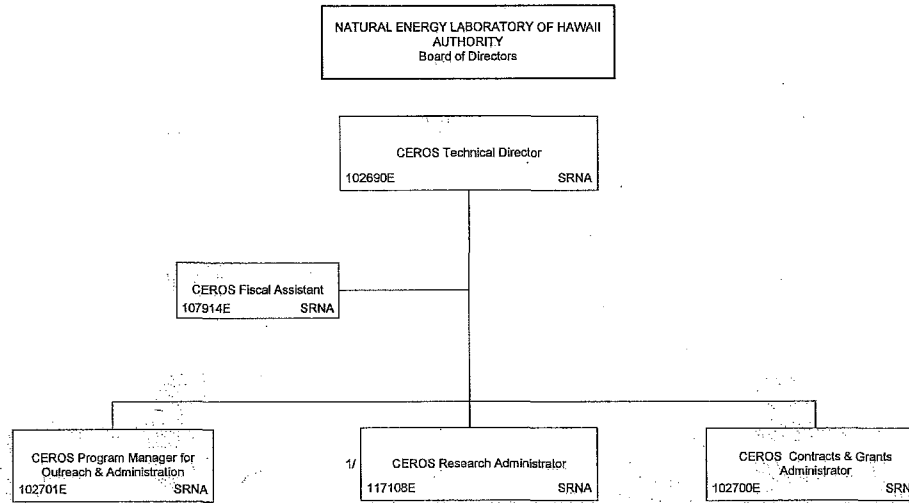 NATURAL ENERGY LABORATORY OF HAWAII
AUTHORITY
Board of Directors
CEROS Technical Director
102690E SRNA
CEROS Fiscal Assistant
107914E SRNA
CEROS Program Manager for
Outreach & Administration
102701E SRNA
1/
CEROS Research Administrator
117108E SRNA
CEROS Contracts & Grants
Administrator
102700E SRN